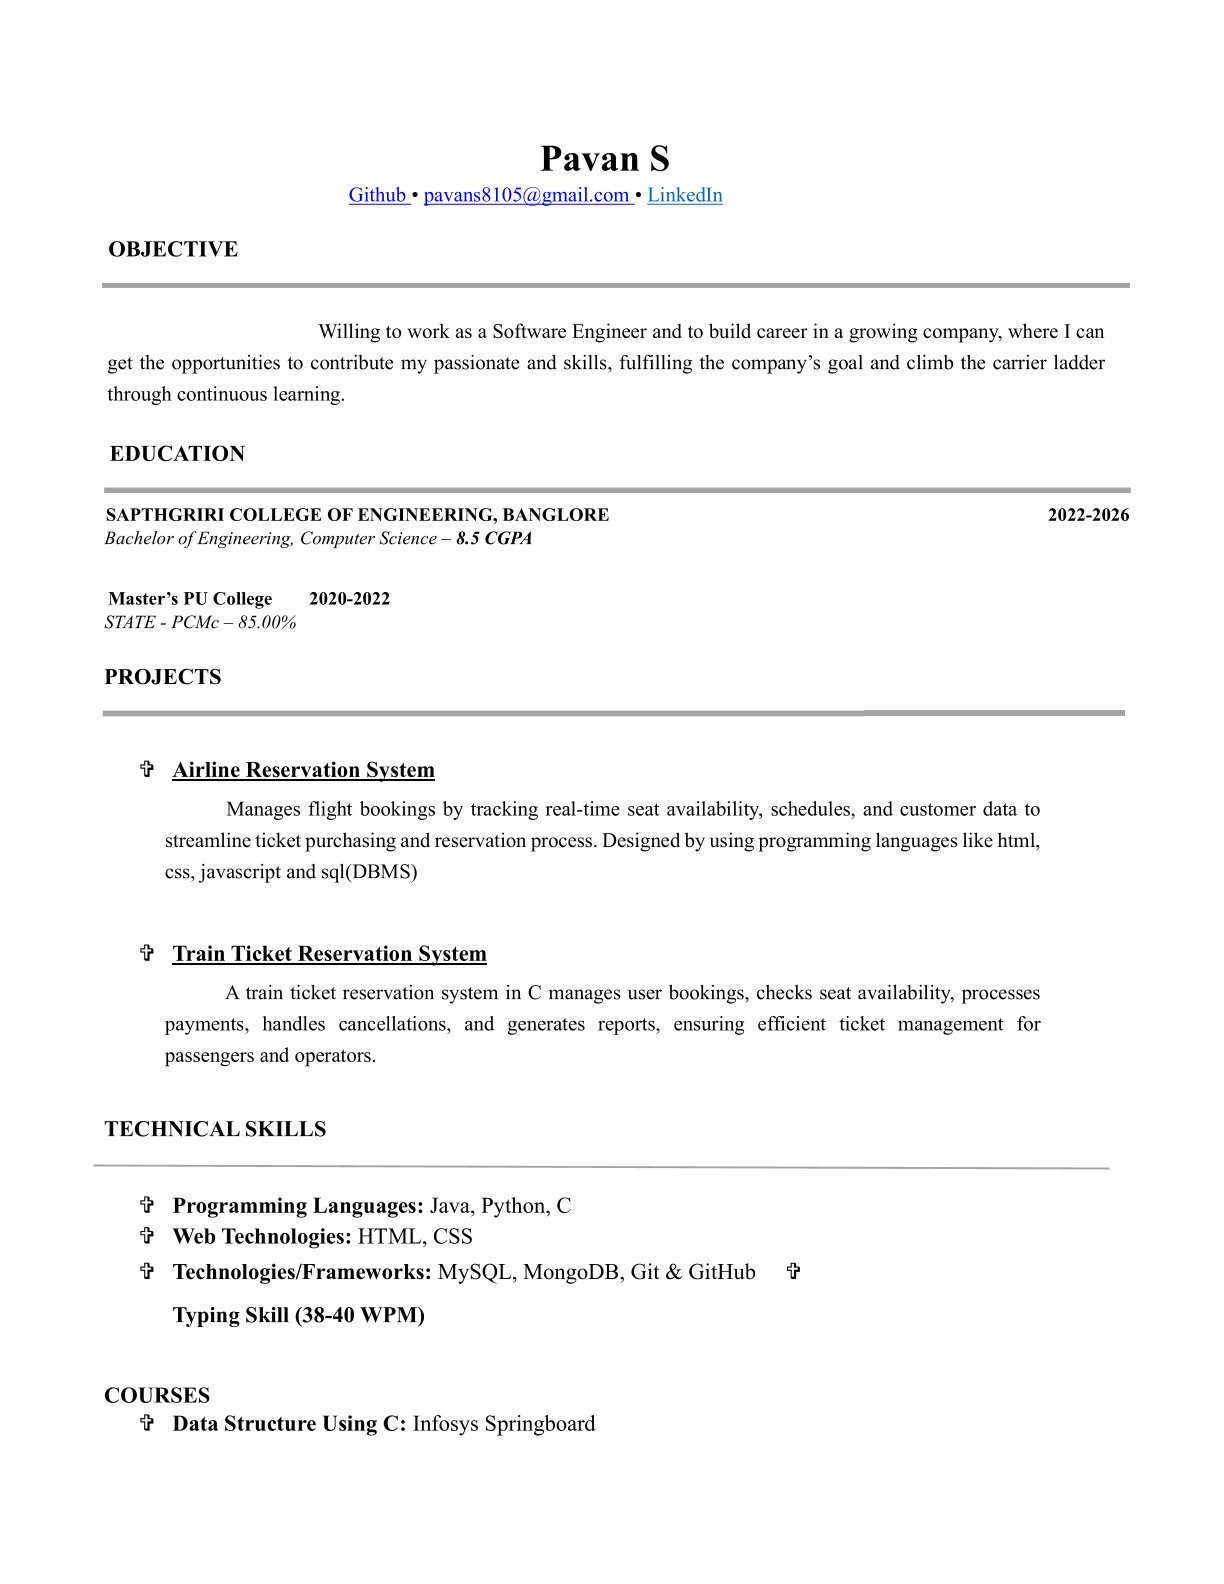 Pavan S
Github • pavans8105@gmail.com • LinkedIn
OBJECTIVE
Willing to work as a Software Engineer and to build career in a growing company, where I can
get the opportunities to contribute my passionate and skills, fulfilling the company’s goal and climb the carrier ladder
through continuous learning.
EDUCATION
SAPTHGRIRI COLLEGE OF ENGINEERING, BANGLORE 2022-2026
Bachelor of Engineering, Computer Science – 8.5 CGPA
Master’s PU College 2020-2022
STATE - PCMc – 85.00%
PROJECTS
✞ Airline Reservation System
Manages flight bookings by tracking real-time seat availability, schedules, and customer data to
streamline ticket purchasing and reservation process. Designed by using programming languages like html,
css, javascript and sql(DBMS)
✞ Train Ticket Reservation System
A train ticket reservation system in C manages user bookings, checks seat availability, processes
payments, handles cancellations, and generates reports, ensuring efficient ticket management for
passengers and operators.
TECHNICAL SKILLS
✞ Programming Languages: Java, Python, C
✞ Web Technologies: HTML, CSS
✞ Technologies/Frameworks: MySQL, MongoDB, Git & GitHub ✞
Typing Skill (38-40 WPM)
COURSES
✞ Data Structure Using C: Infosys Springboard